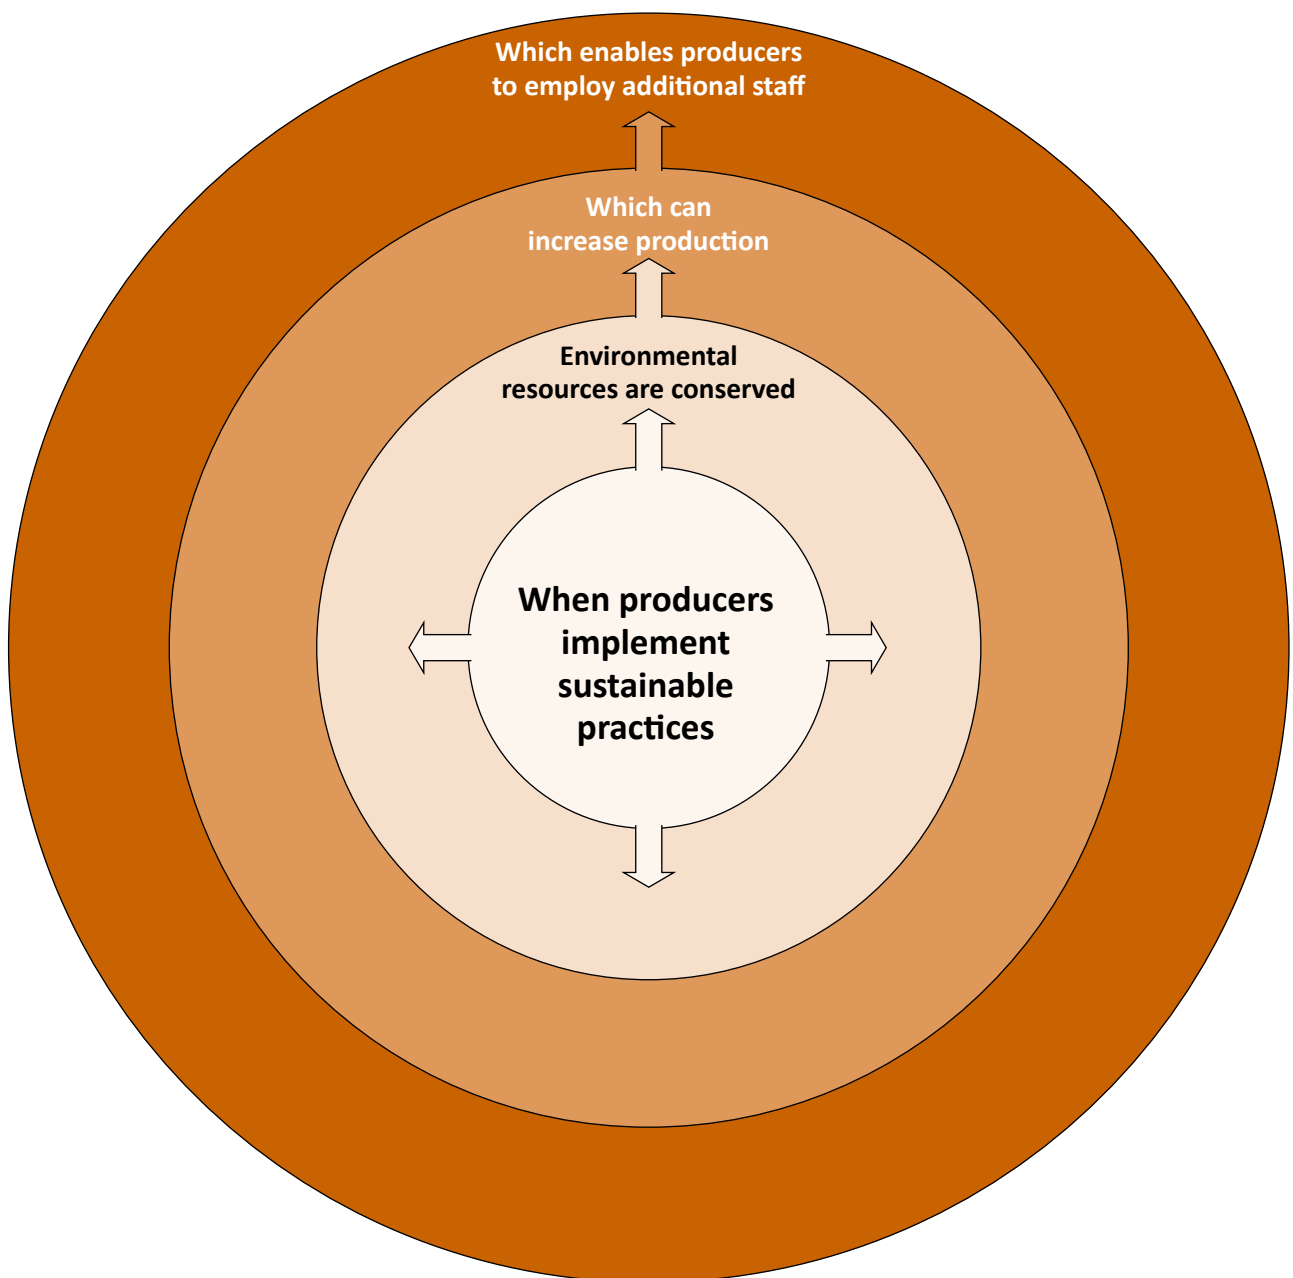 Which enables producers
to employ additional staff
Which can
increase production
Environmental
resources are conserved
When producers
implement
sustainable
practices